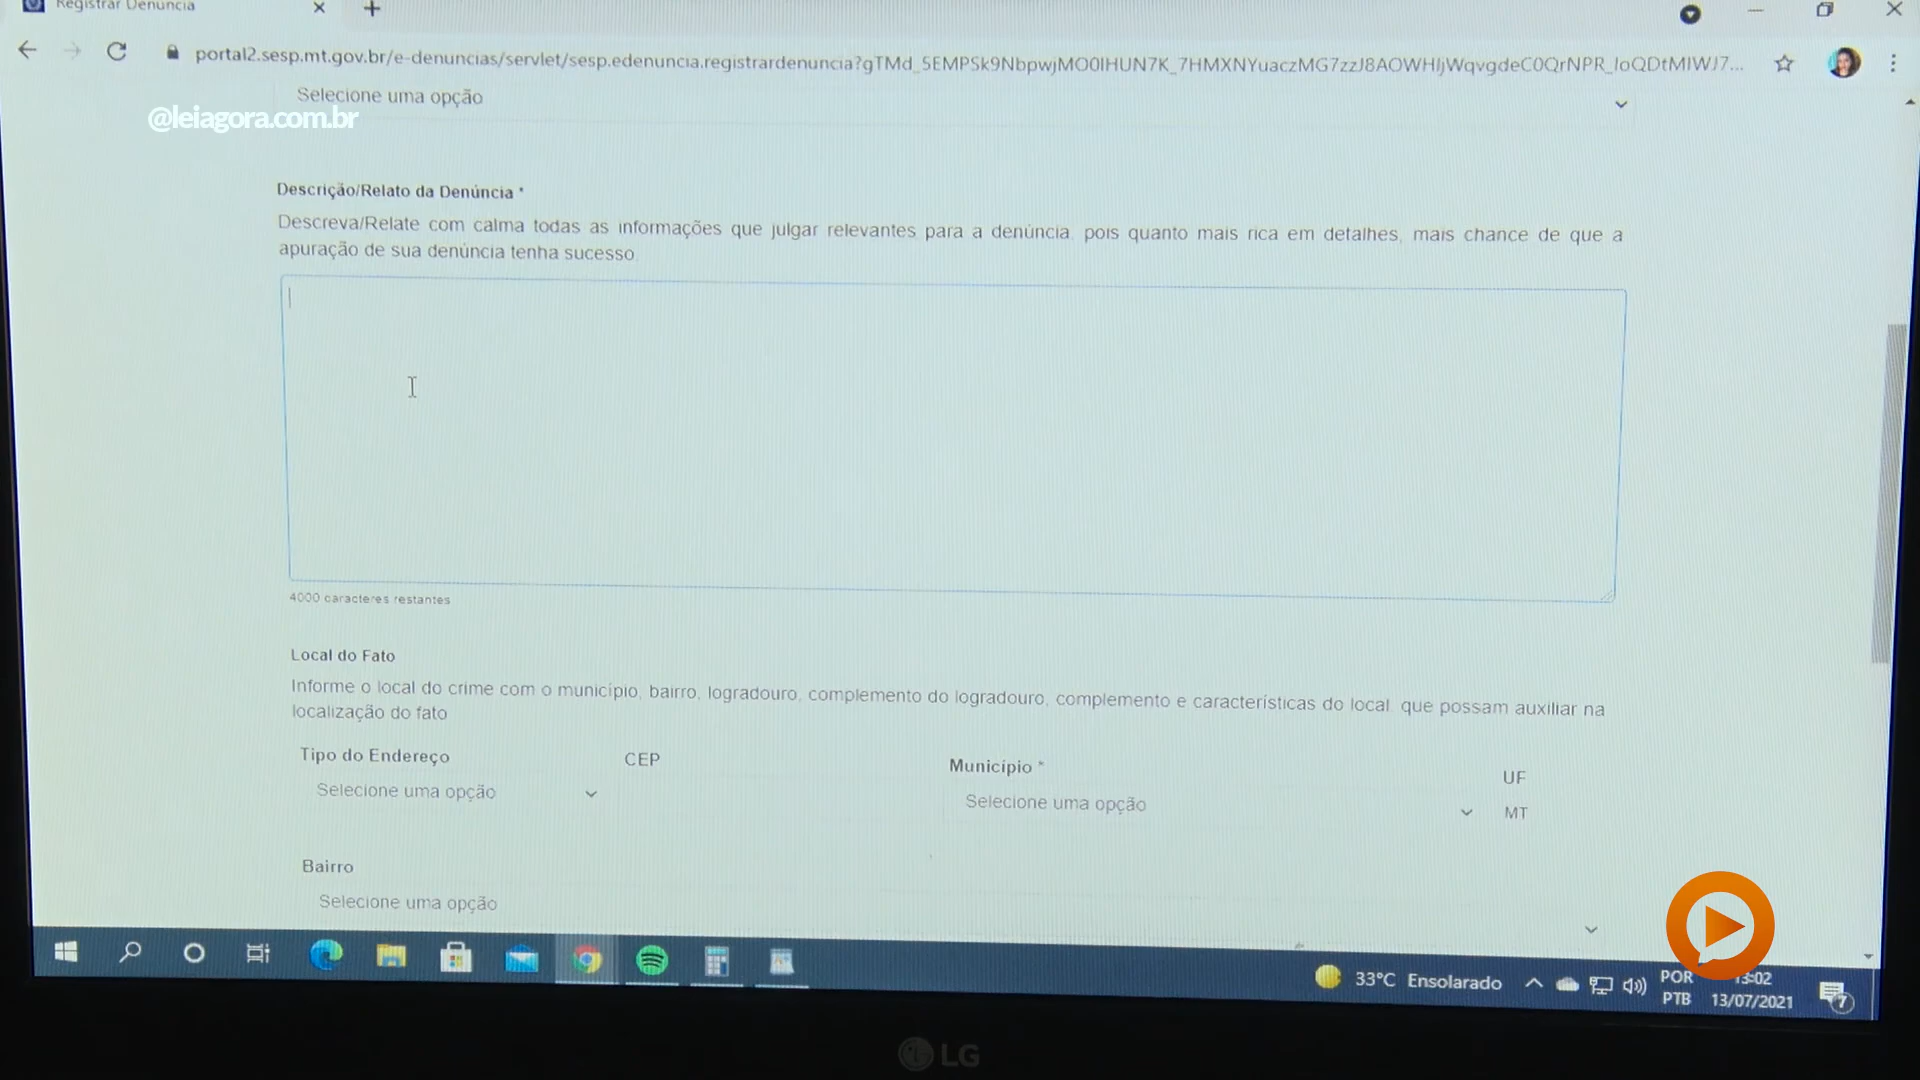 Registrar Denúncia
portal2.sesp.mt.gov.br/e-denuncias/servlet/sesp.edenuncia.registrardenuncia?
Selecione uma opção
@leiagora.com.br
Descrição/Relato da Denúncia *
Descreva/Relate com calma todas as informações que julgar relevantes para a denúncia, pois quanto mais rica em detalhes, mais chance de que a
apuração de sua denúncia tenha sucesso
4000 caracteres restantes
Local do Fato
Informe o local do crime com o município, bairro, logradouro, complemento do logradouro, complemento e características do local, que possam auxiliar na
localização do fato
Tipo do Endereço CEP Município * UF
Selecione uma opção Selecione uma opção MT
Bairro
Selecione uma opção
33°C Ensolarado
POR 13:02
PTB 13/07/2021
7
LG